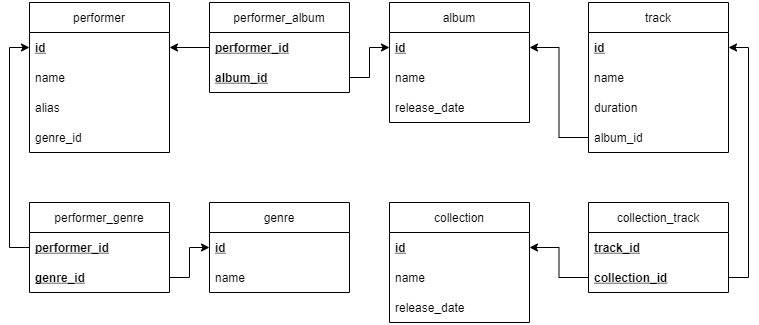 performer
id
name
alias
genre_id
performer_album
performer_id
album_id
album
id
name
release_date
track
id
name
duration
album_id
performer_genre
performer_id
genre_id
genre
id
name
collection
id
name
release_date
collection_track
track_id
collection_id